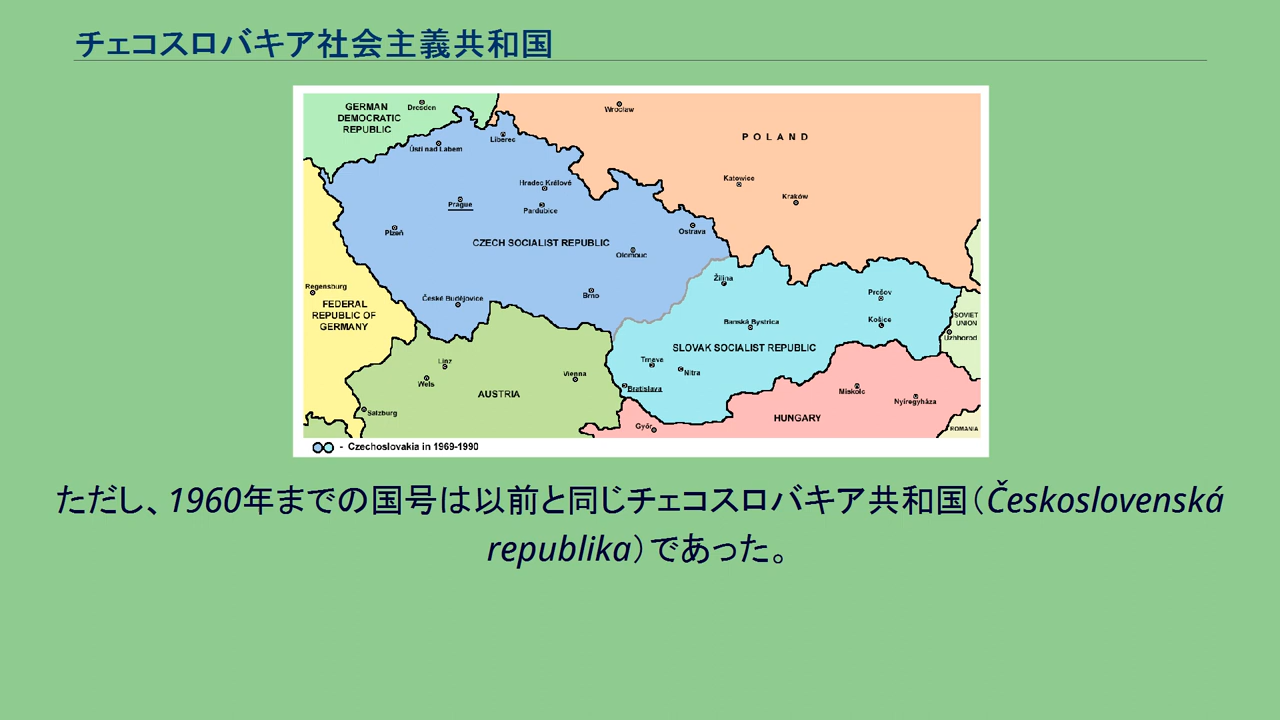 チェコスロバキア社会主義共和国
GERMAN
DEMOCRATIC
REPUBLIC
Dresden
Wrocław
Liberec
Ústí nad Labem
POLAND
Hradec Králové
Katowice
Prague
Pardubice
Kraków
Plzeň
Ostrava
CZECH SOCIALIST REPUBLIC
Olomouc
Žilina
Regensburg
České Budějovice
Brno
Prešov
FEDERAL
REPUBLIC OF
GERMANY
Banská Bystrica
Košice
SOVIET
UNION
Uzhhorod
SLOVAK SOCIALIST REPUBLIC
Linz
Trneve
Nitra
Wels
Vienna
Bratislava
AUSTRIA
Miskolc
Nyíregyháza
Salzburg
HUNGARY
Győr
ROMANIA
- Czechoslovakia in 1969-1990
ただし、1960年までの国号は以前と同じチェコスロバキア共和国（Československá
republika）であった。